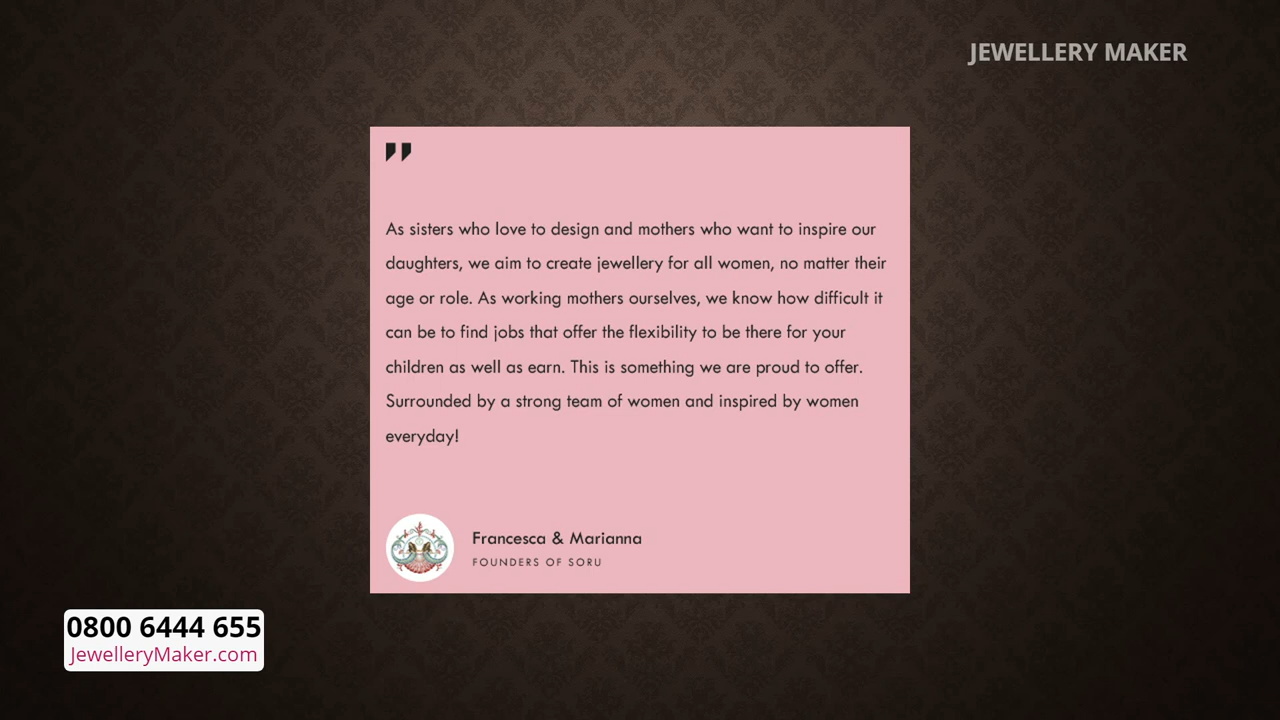 JEWELLERY MAKER
"
As sisters who love to design and mothers who want to inspire our
daughters, we aim to create jewellery for all women, no matter their
age or role. As working mothers ourselves, we know how difficult it
can be to find jobs that offer the flexibility to be there for your
children as well as earn. This is something we are proud to offer.
Surrounded by a strong team of women and inspired by women
everyday!
Francesca & Marianna
FOUNDERS OF SORU
0800 6444 655
JewelleryMaker.com